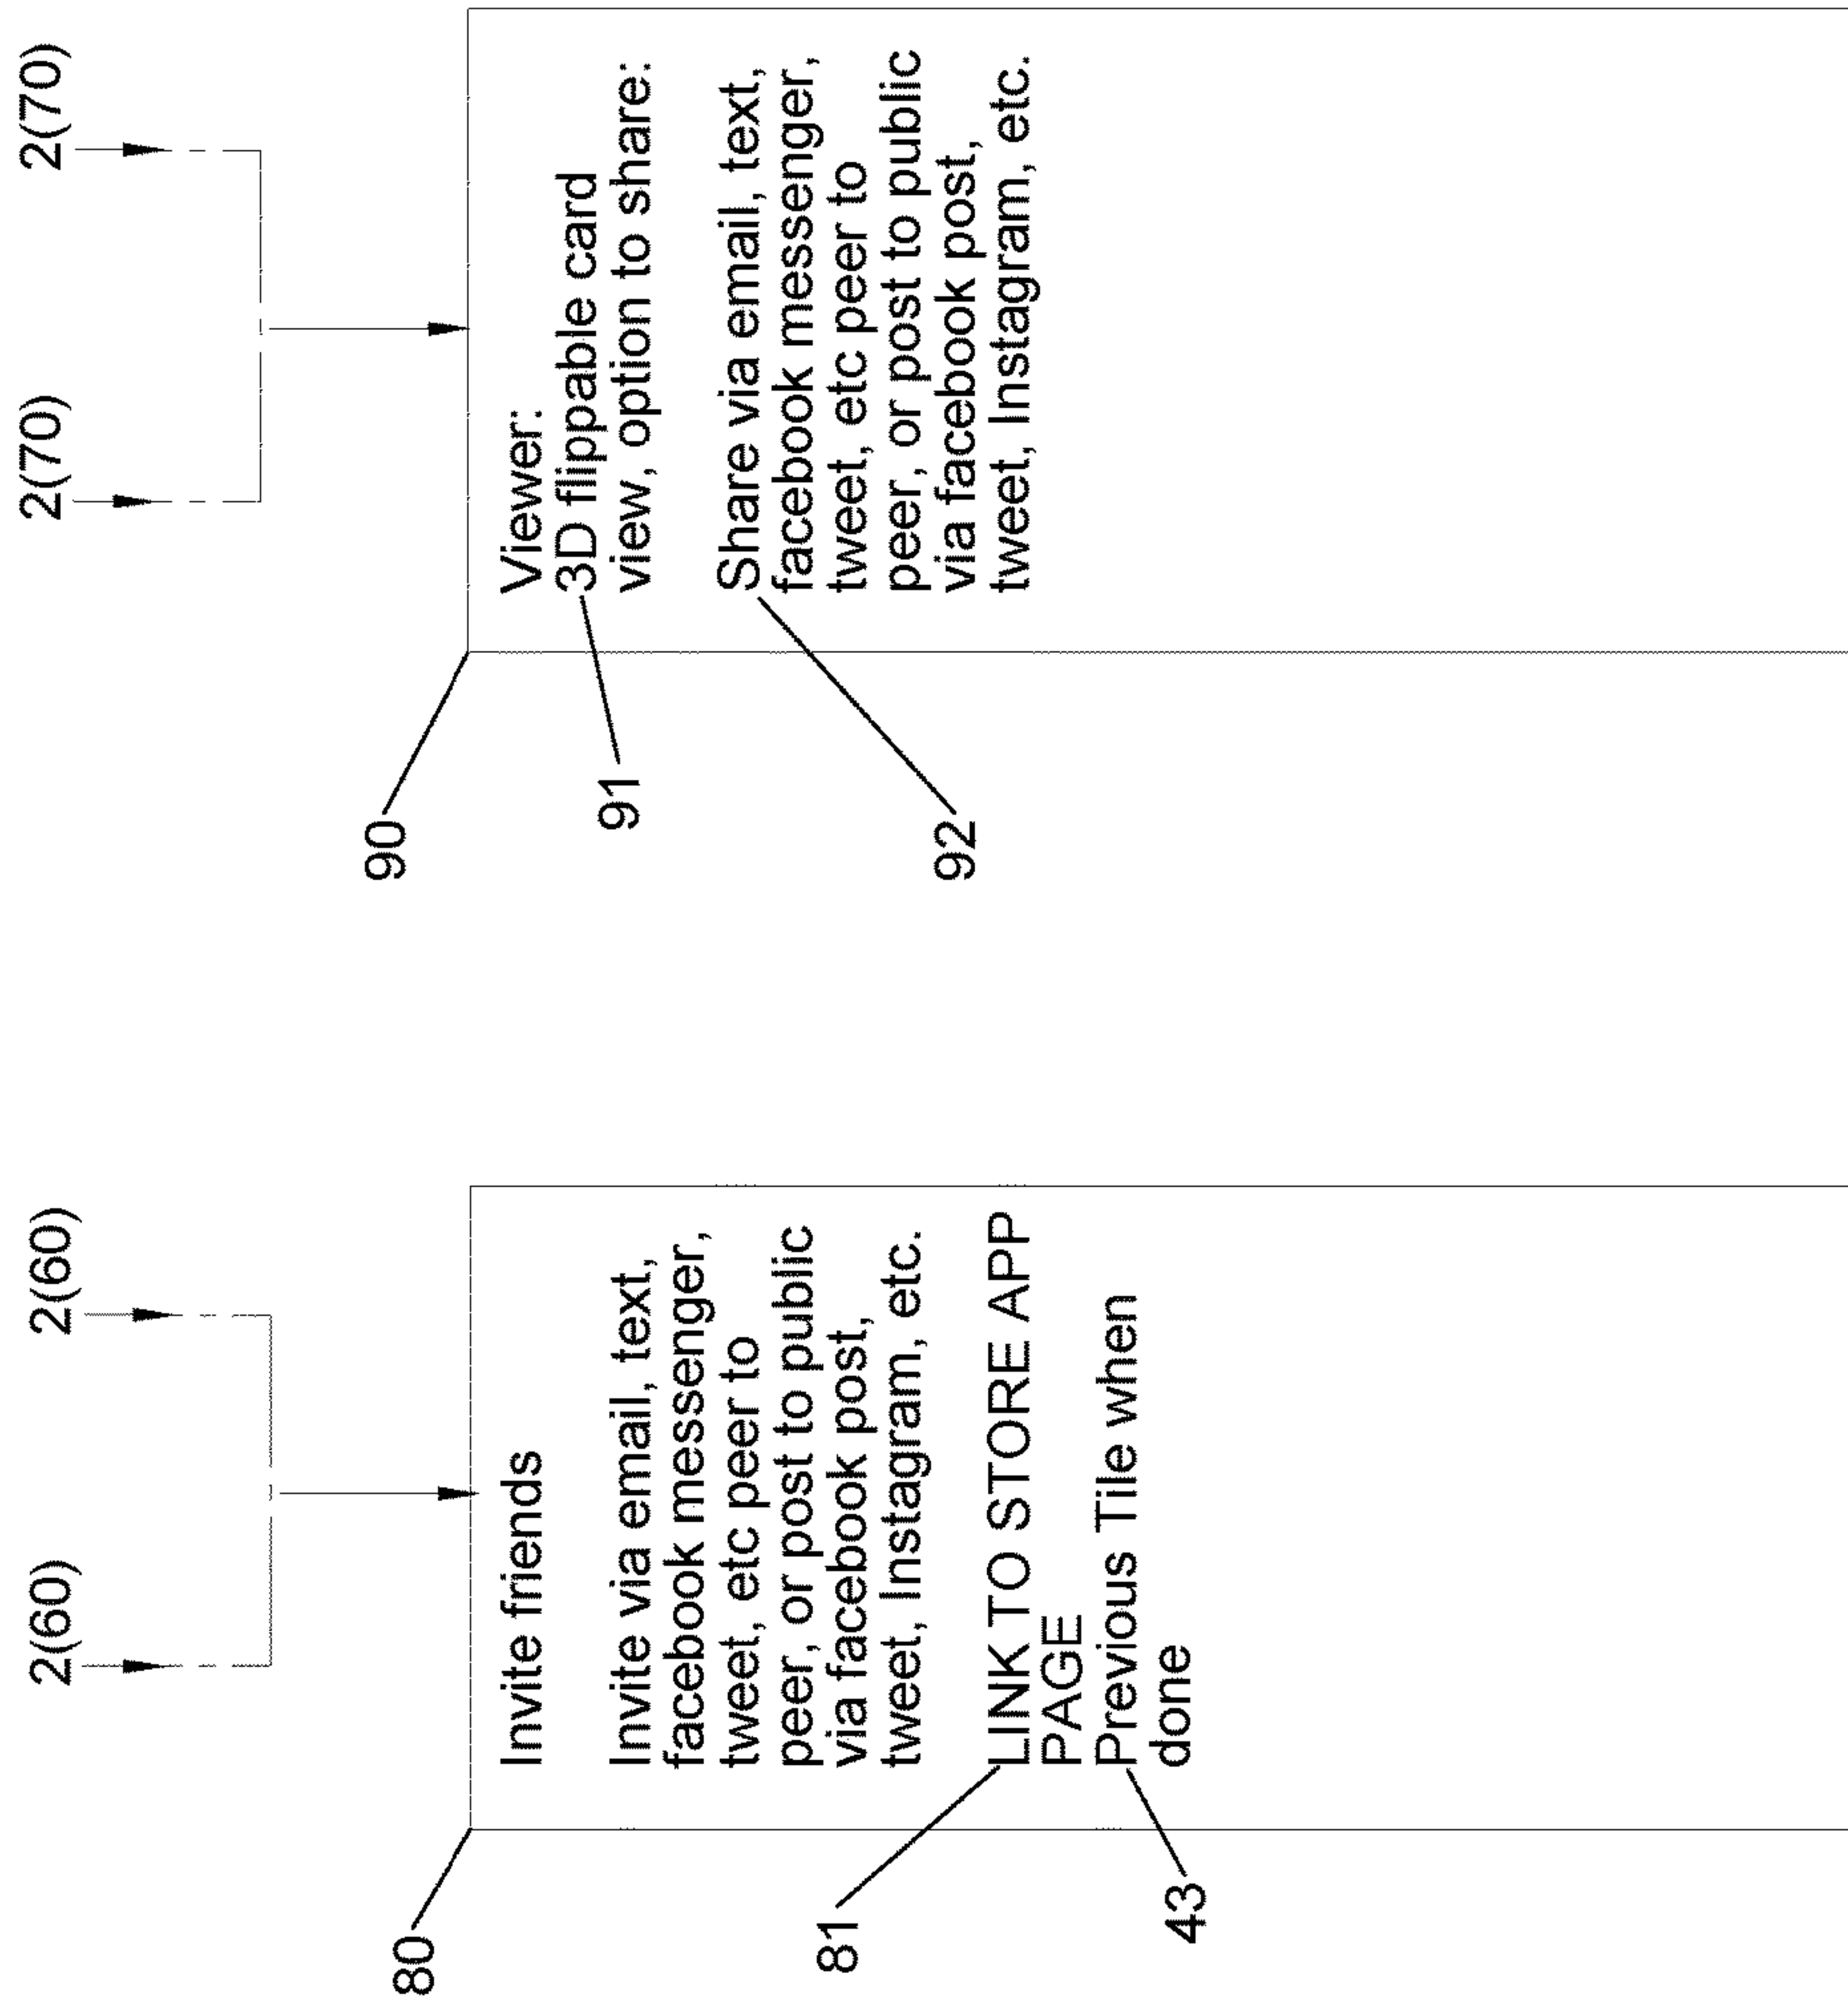 2(60)
2(60)
80
Invite friends
Invite via email, text,
facebook messenger,
tweet, etc peer to
peer, or post to public
via facebook post,
tweet, Instagram, etc.
81
LINK TO STORE APP
PAGE
43
Previous Tile when
done
2(70)
2(70)
90
Viewer:
91
3D flippable card
view, option to share:
92
Share via email, text,
facebook messenger,
tweet, etc peer to
peer, or post to public
via facebook post,
tweet, Instagram, etc.